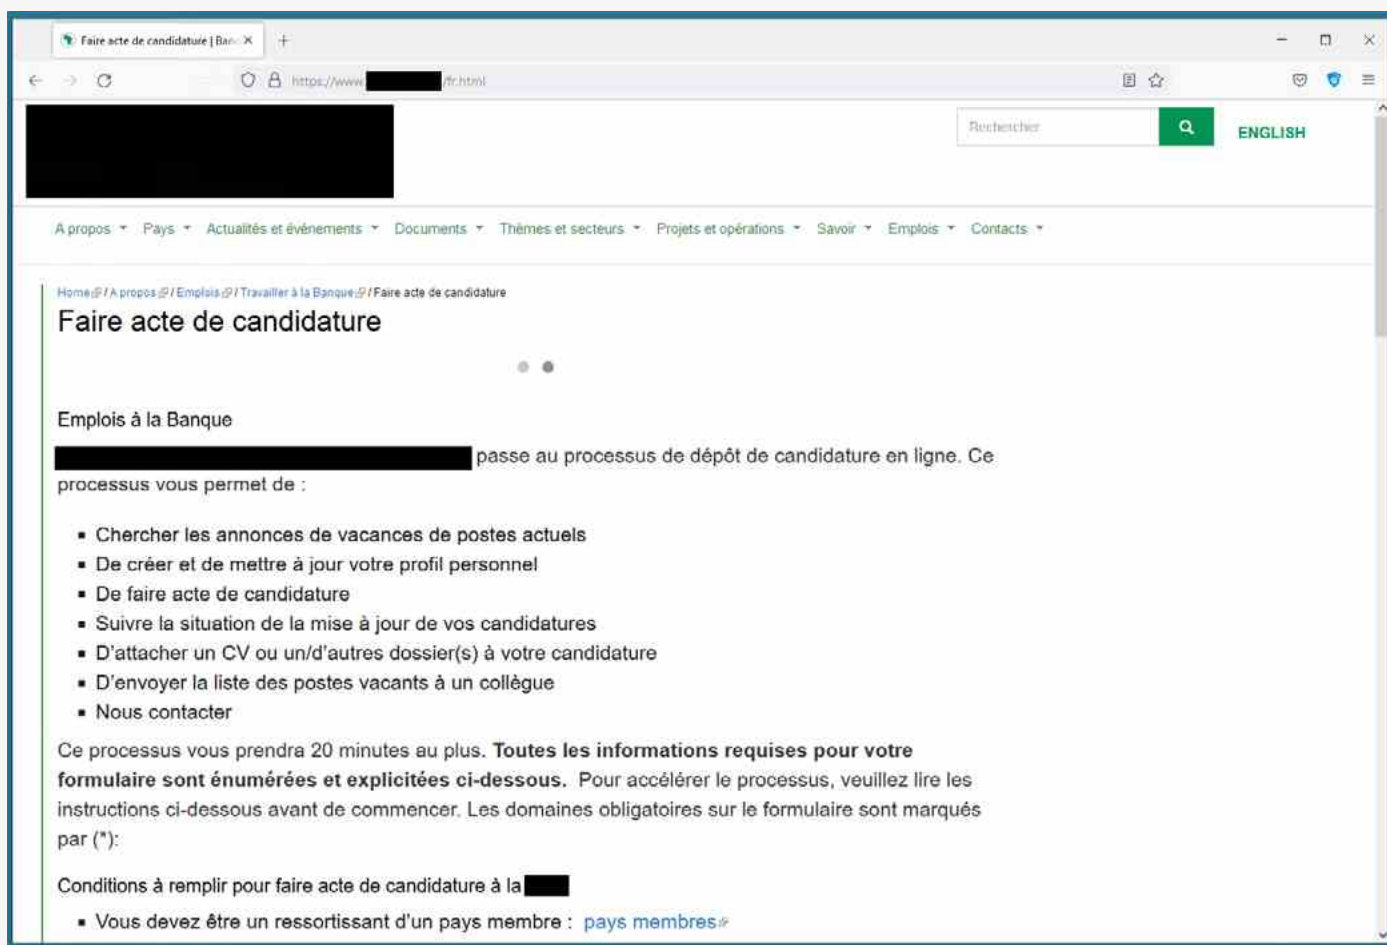 Faire acte de candidature | Ban
https://www. /fr.html
Rechercher
ENGLISH
A propos Pays Actualités et événements Documents Thèmes et secteurs Projets et opérations Savoir Emplois Contacts
Home / A propos / Emplois / Travailler à la Banque / Faire acte de candidature
Faire acte de candidature
Emplois à la Banque
passe au processus de dépôt de candidature en ligne. Ce
processus vous permet de :
▪ Chercher les annonces de vacances de postes actuels
▪ De créer et de mettre à jour votre profil personnel
▪ De faire acte de candidature
▪ Suivre la situation de la mise à jour de vos candidatures
▪ D'attacher un CV ou un/d'autres dossier(s) à votre candidature
▪ D'envoyer la liste des postes vacants à un collègue
▪ Nous contacter
Ce processus vous prendra 20 minutes au plus. Toutes les informations requises pour votre
formulaire sont énumérées et explicitées ci-dessous. Pour accélérer le processus, veuillez lire les
instructions ci-dessous avant de commencer. Les domaines obligatoires sur le formulaire sont marqués
par (*):
Conditions à remplir pour faire acte de candidature à la
▪ Vous devez être un ressortissant d'un pays membre : pays membres